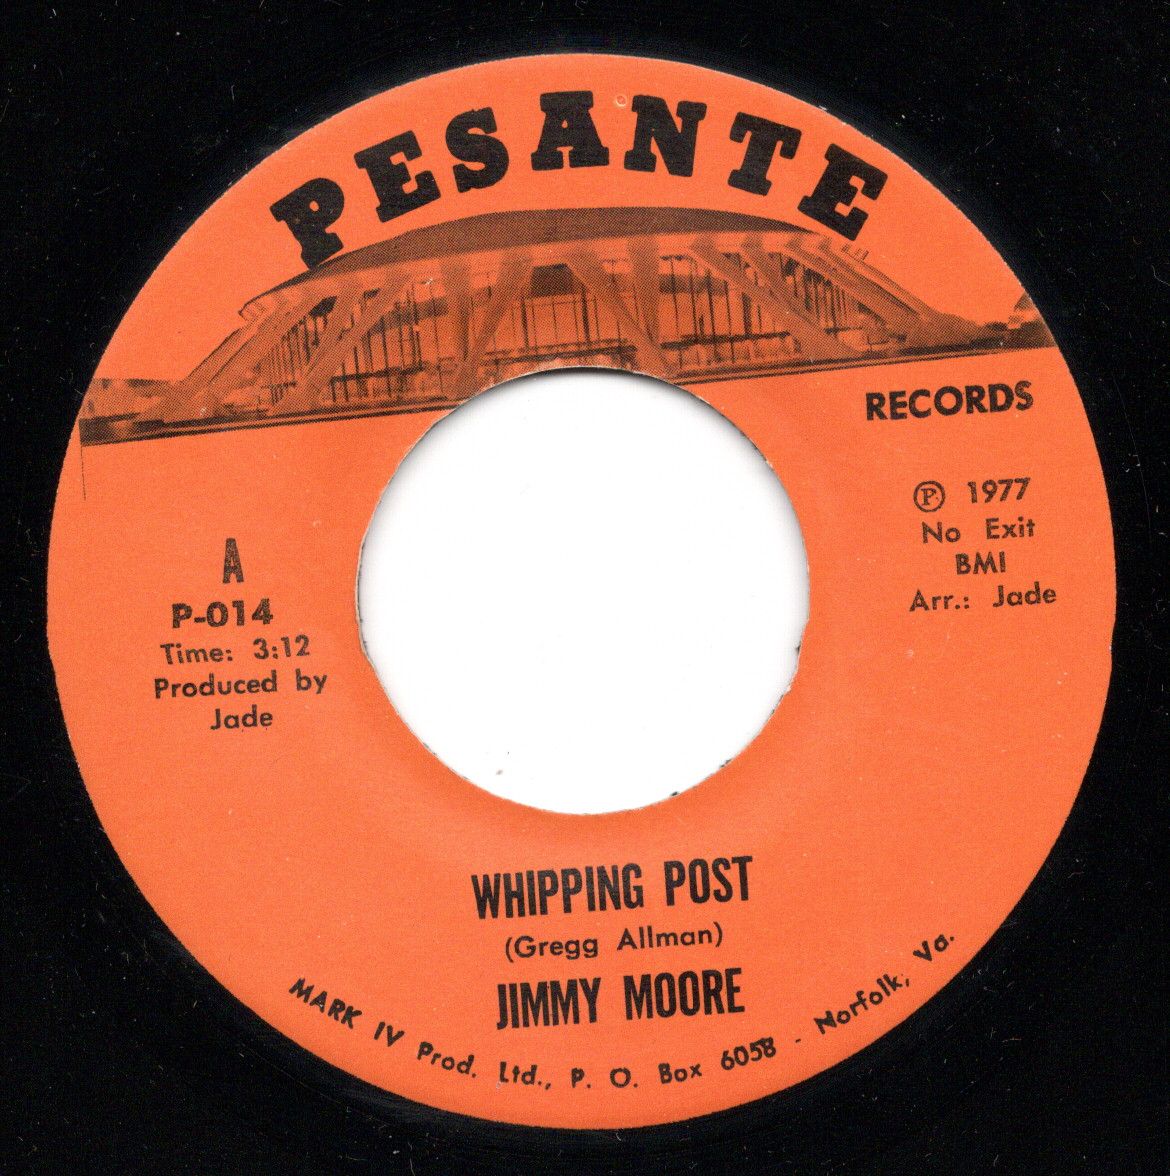 PESANTE
RECORDS
Ⓟ 1977
No Exit
BMI
Arr.: Jade
A
P-014
Time: 3:12
Produced by
Jade
WHIPPING POST
(Gregg Allman)
JIMMY MOORE
MARK IV Prod. Ltd., P. O. Box 6058 - Norfolk, Va.